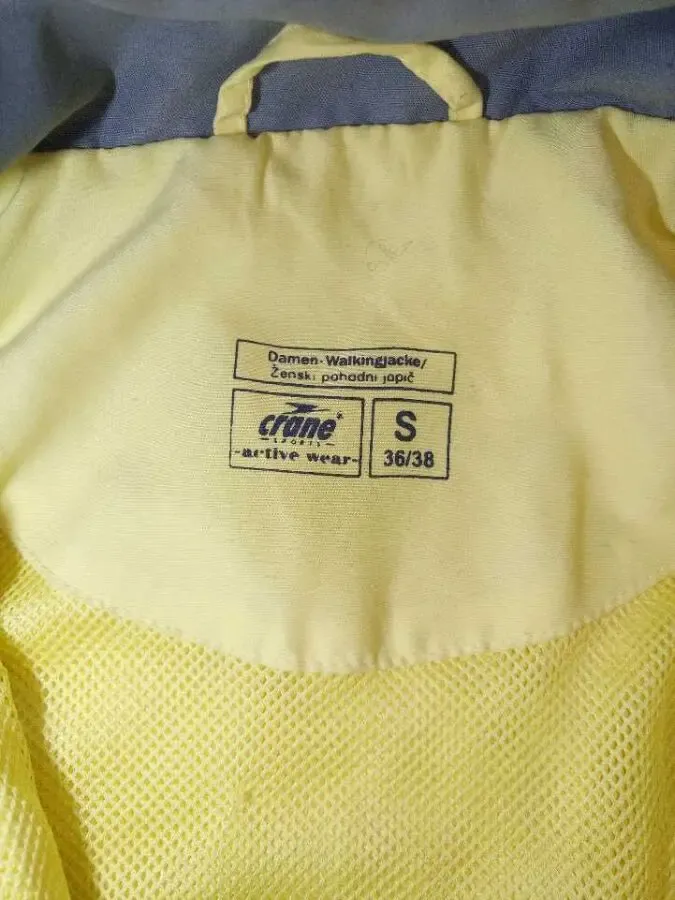 Damen-Walkingjacke/
Ženski pohodni jopič
crane*
SPORTS
-active wear-
S
36/38